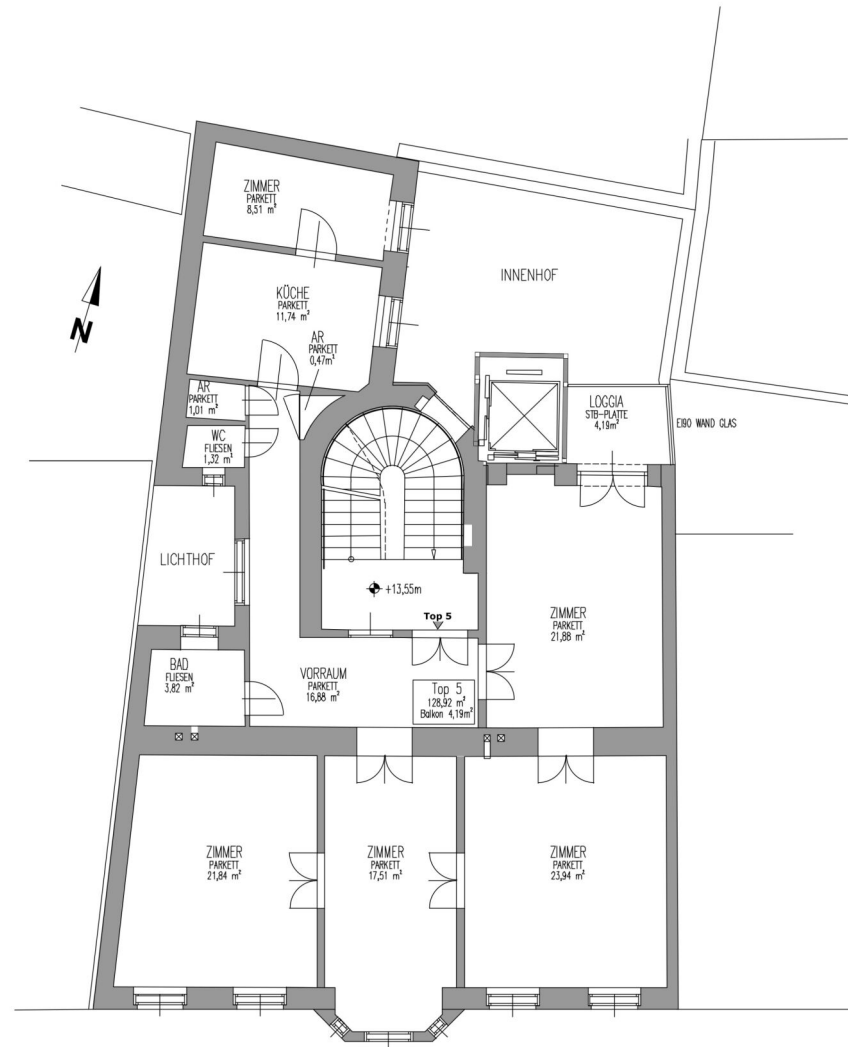 ZIMMER
PARKETT
8,51 m²
KÜCHE
PARKETT
11,74 m²
INNENHOF
N
AR
PARKETT
0,47m²
AR
PARKETT
1,01 m²
LOGGIA
STB-PLATTE
4,19m²
EI90 WAND GLAS
WC
FLIESEN
1,32 m²
LICHTHOF
+13,55m
Top 5
ZIMMER
PARKETT
21,88 m²
BAD
FLIESEN
3,82 m²
VORRAUM
PARKETT
16,88 m²
Top 5
128,92 m²
Balkon 4,19m²
ZIMMER
PARKETT
21,84 m²
ZIMMER
PARKETT
17,51 m²
ZIMMER
PARKETT
23,94 m²